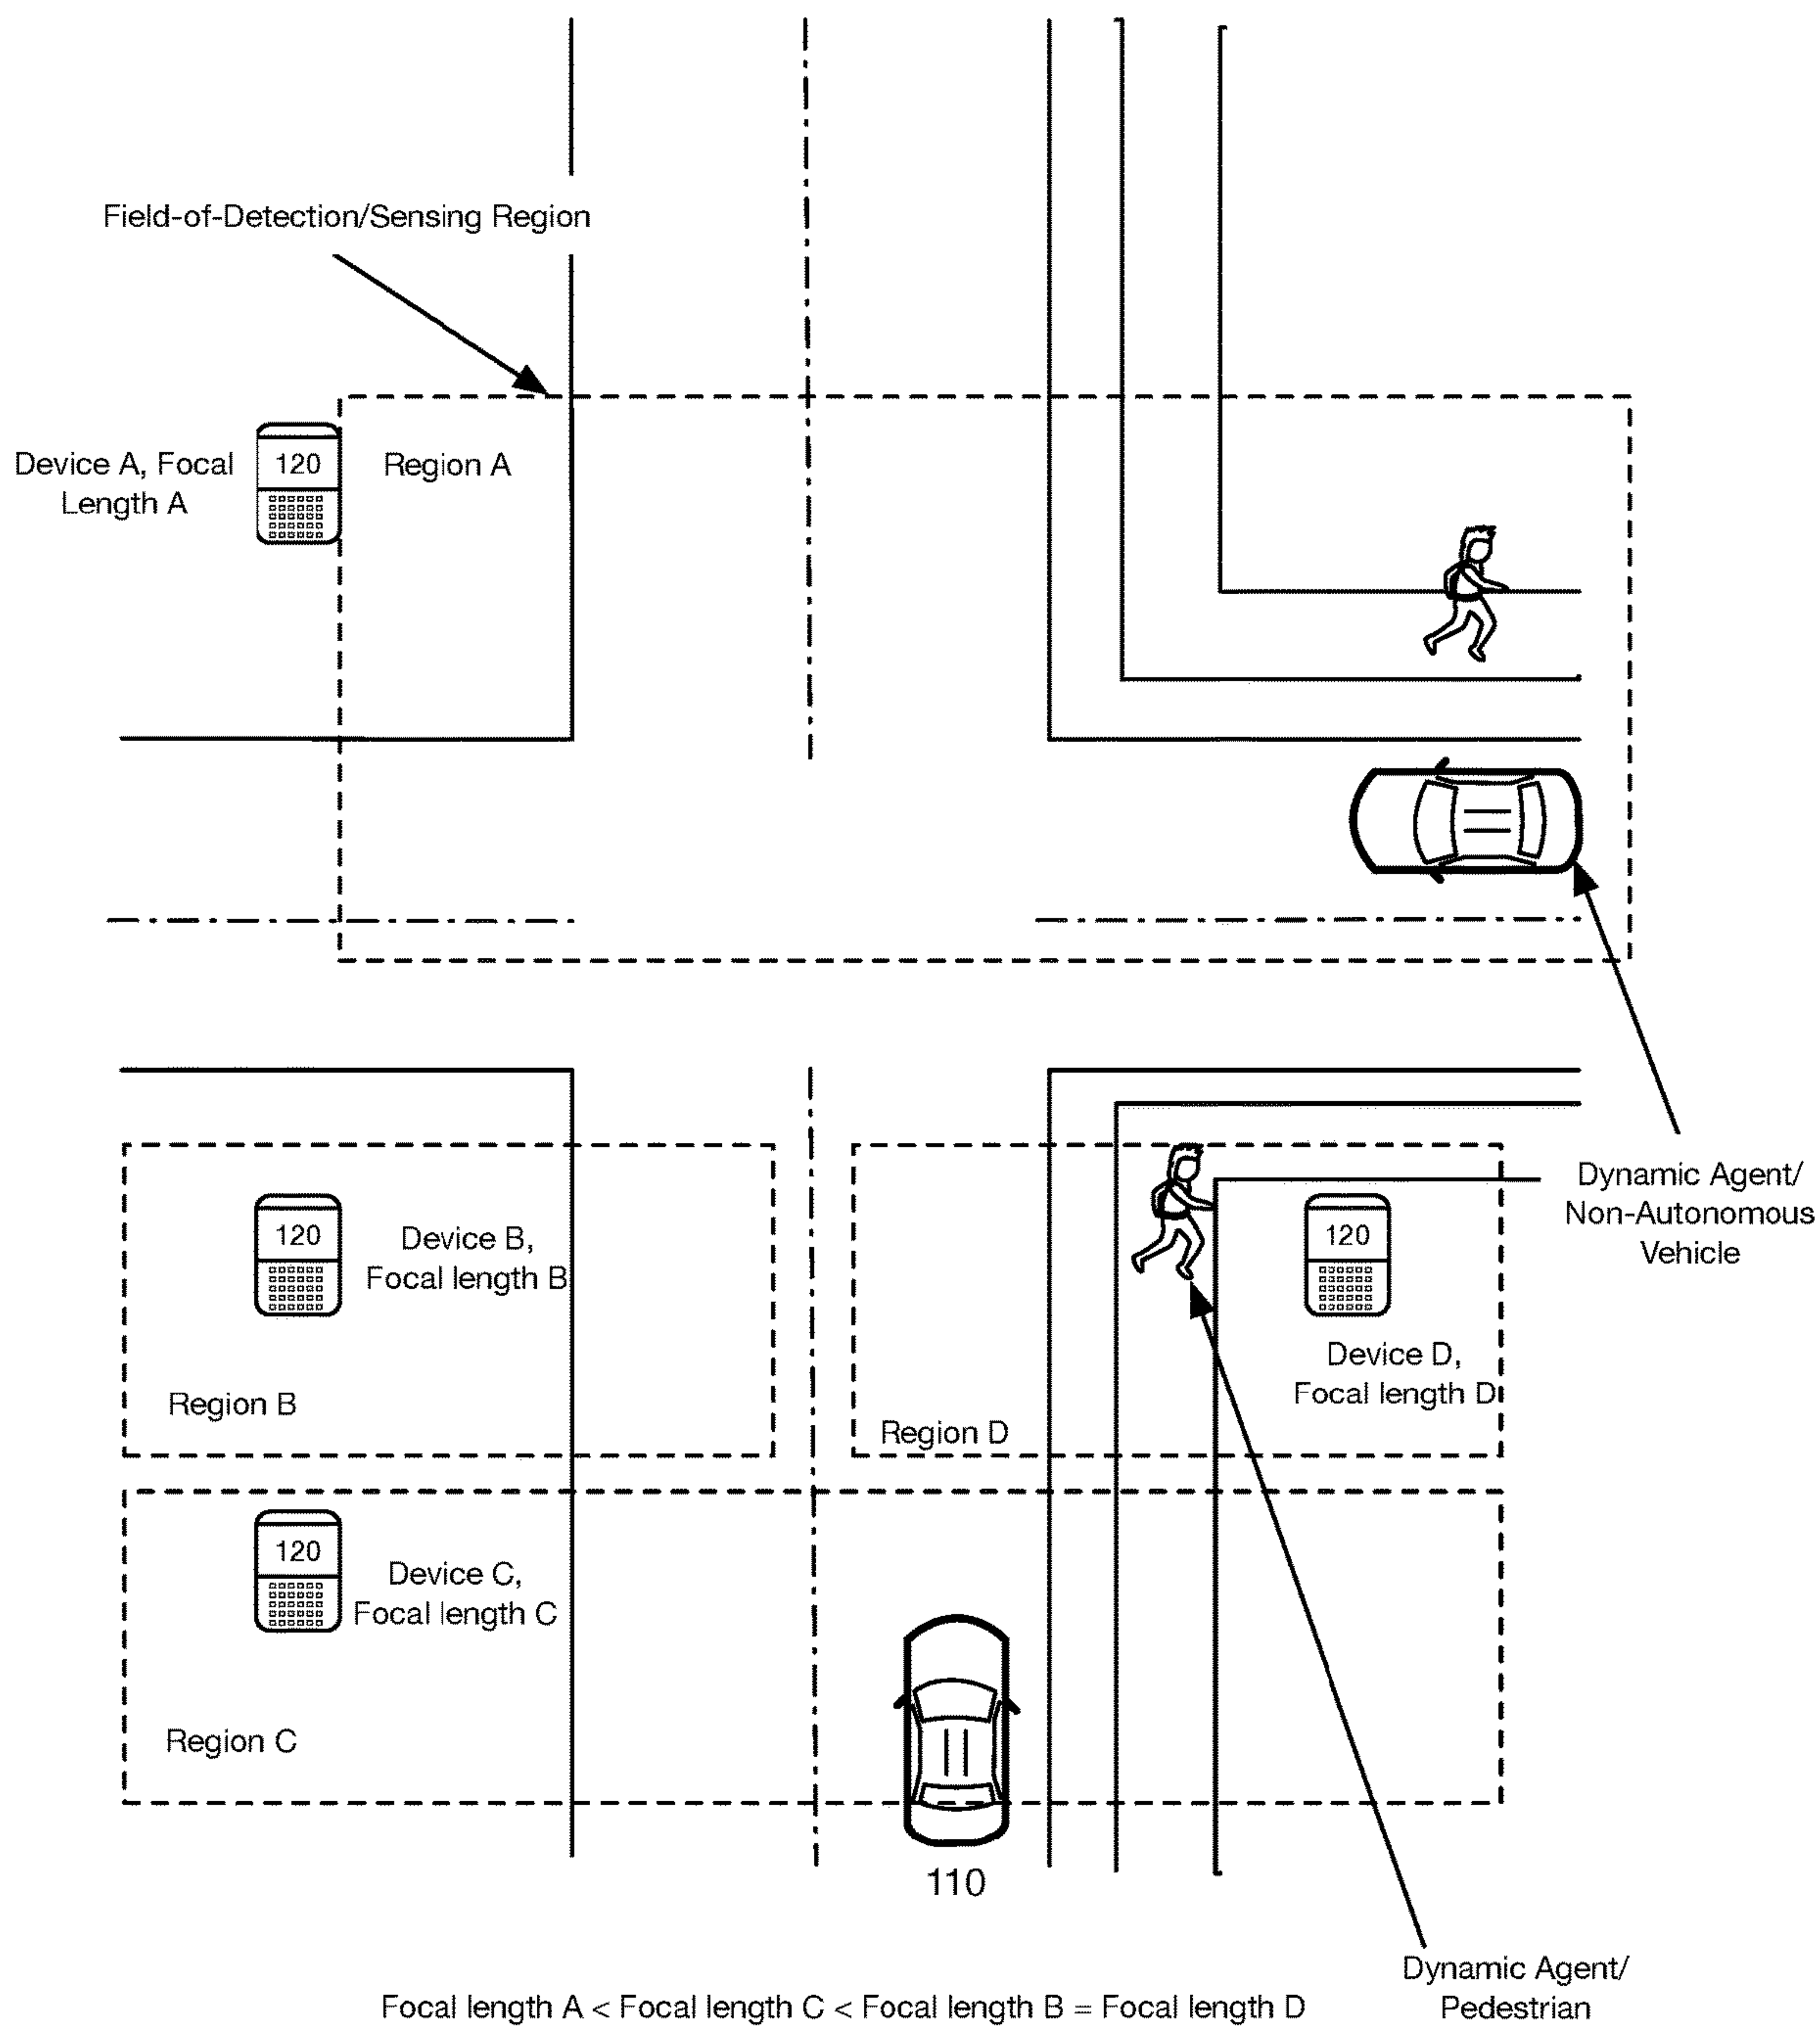 Field-of-Detection/Sensing Region
Device A, Focal
Length A
120
Region A
120
Device B,
Focal length B
Region B
120
Device D,
Focal length D
Region D
Dynamic Agent/
Non-Autonomous
Vehicle
120
Device C,
Focal length C
Region C
110
Dynamic Agent/
Pedestrian
Focal length A < Focal length C < Focal length B = Focal length D